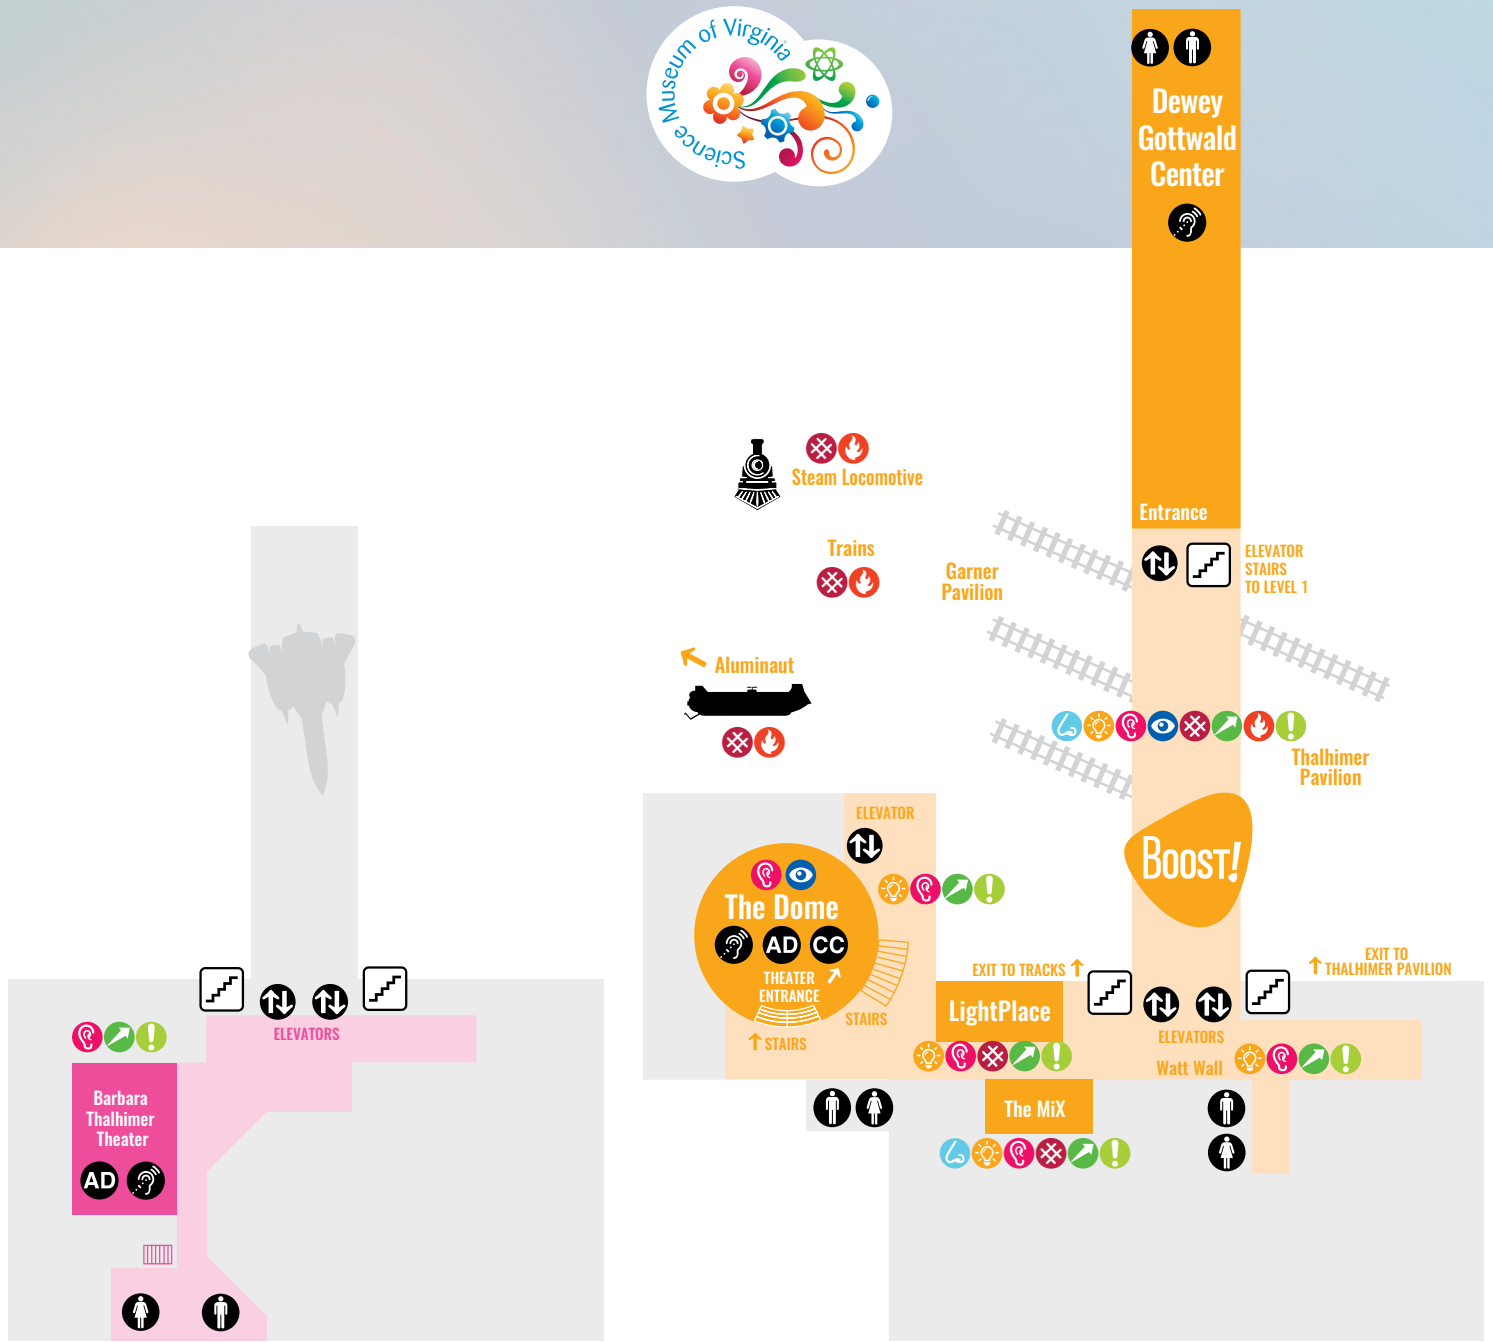 Science Museum of Virginia
Dewey
Gottwald
Center
Entrance
ELEVATOR
STAIRS
TO LEVEL 1
Steam Locomotive
Trains
Garner
Pavilion
Aluminaut
Thalhimer
Pavilion
BOOST!
ELEVATOR
The Dome
AD CC
THEATER
ENTRANCE
STAIRS
STAIRS
EXIT TO TRACKS
LightPlace
EXIT TO
THALHIMER PAVILION
ELEVATORS
Watt Wall
The MiX
ELEVATORS
Barbara
Thalhimer
Theater
AD